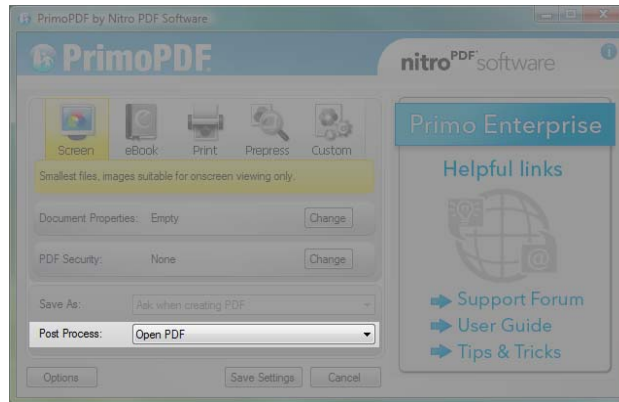 PrimoPDF by Nitro PDF Software
PrimoPDF
nitro PDF software
Screen eBook Print Prepress Custom
Smallest files, images suitable for onscreen viewing only.
Document Properties: Empty Change
PDF Security: None Change
Save As: Ask when creating PDF
Post Process: Open PDF
Options Save Settings Cancel
Primo Enterprise
Helpful links
Support Forum
User Guide
Tips & Tricks